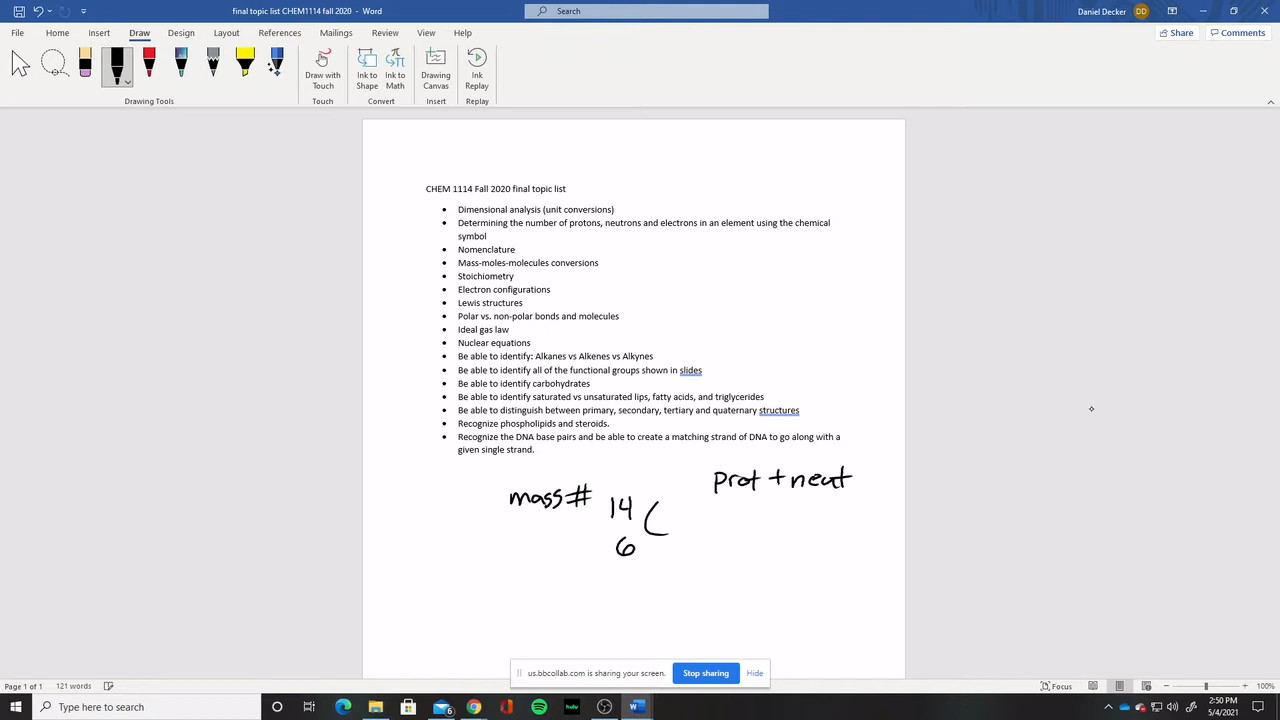 final topic list CHEM1114 fall 2020 - Word
Search
Daniel Decker
DD
File Home Insert Draw Design Layout References Mailings Review View Help
Share
Comments
Draw with Touch
Ink to Shape
Ink to Math
Drawing Canvas
Ink Replay
Drawing Tools
Touch
Convert
Insert
Replay
CHEM 1114 Fall 2020 final topic list
• Dimensional analysis (unit conversions)
• Determining the number of protons, neutrons and electrons in an element using the chemical
symbol
• Nomenclature
• Mass-moles-molecules conversions
• Stoichiometry
• Electron configurations
• Lewis structures
• Polar vs. non-polar bonds and molecules
• Ideal gas law
• Nuclear equations
• Be able to identify: Alkanes vs Alkenes vs Alkynes
• Be able to identify all of the functional groups shown in slides
• Be able to identify carbohydrates
• Be able to identify saturated vs unsaturated lips, fatty acids, and triglycerides
• Be able to distinguish between primary, secondary, tertiary and quaternary structures
• Recognize phospholipids and steroids.
• Recognize the DNA base pairs and be able to create a matching strand of DNA to go along with a
given single strand.
prot + neut
mass# 14 C
6
us.bbcollab.com is sharing your screen. Stop sharing Hide
Page 1 of 1 121 words
Focus
100%
Type here to search
6
hulu
2:50 PM
5/4/2021